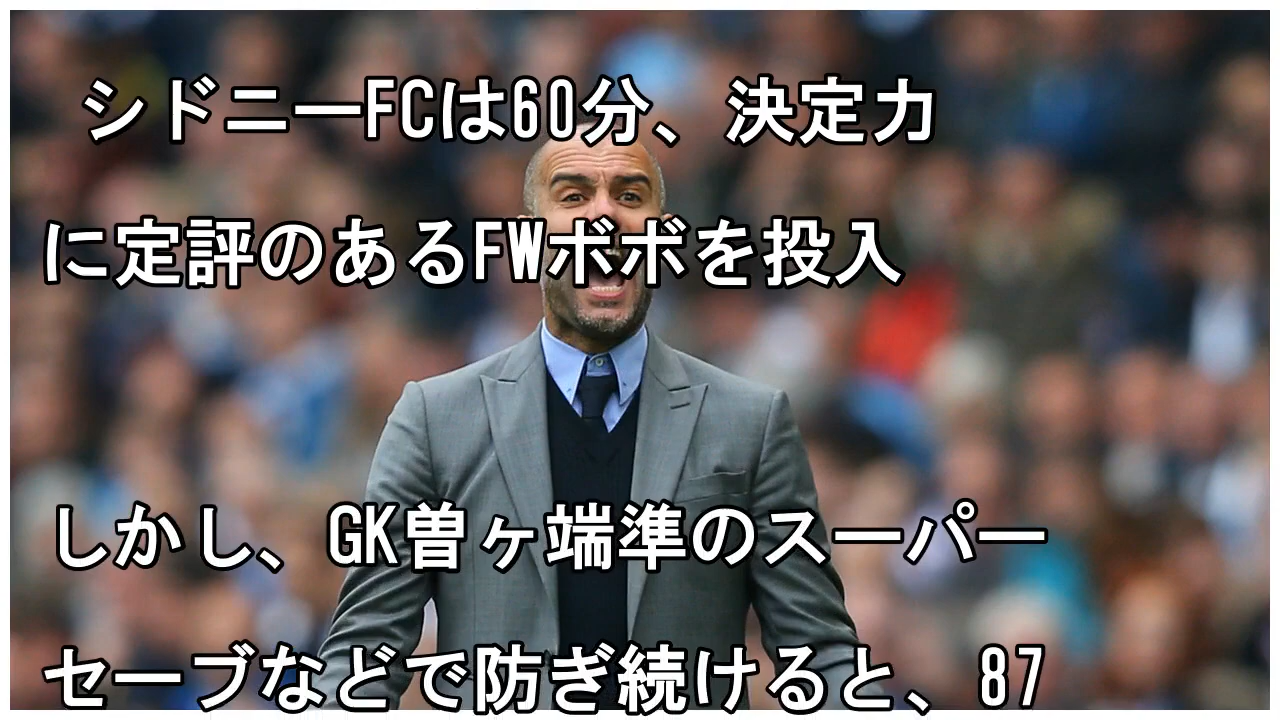 シドニーFCは60分、決定力
に定評のあるFWボボを投入
しかし、GK曽ヶ端準のスーパー
セーブなどで防ぎ続けると、87